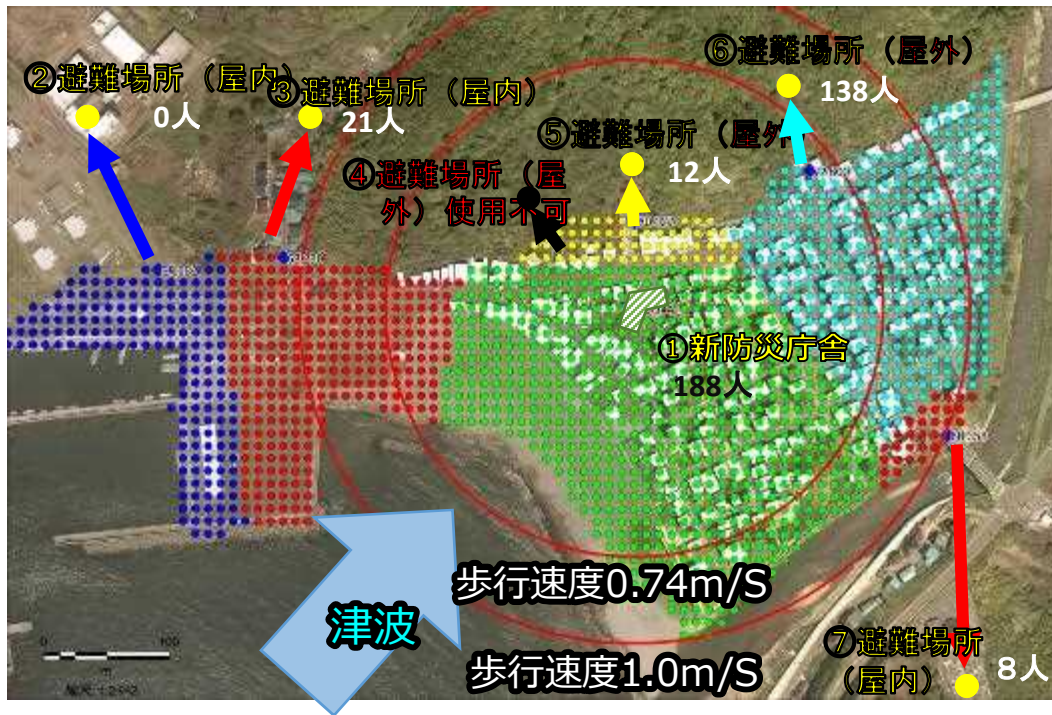 ⑥避難場所（屋外）
138人
②避難場所（屋内）
0人
③避難場所（屋内）
21人
⑤避難場所（屋外）
12人
④避難場所（屋
外）使用不可
①新防災庁舎
188人
歩行速度0.74m/S
津波
歩行速度1.0m/S
⑦避難場所
（屋内）
8人
0
100
m